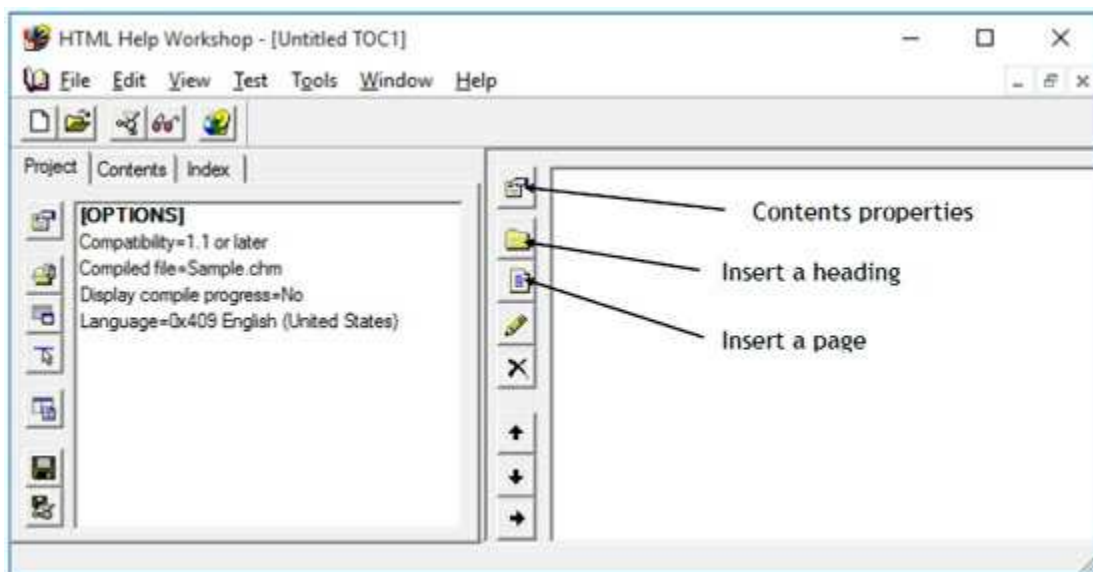 HTML Help Workshop - [Untitled TOC1]
File Edit View Test Tools Window Help
Project Contents Index
[OPTIONS]
Compatibility=1.1 or later
Compiled file=Sample.chm
Display compile progress=No
Language=0x409 English (United States)
Contents properties
Insert a heading
Insert a page